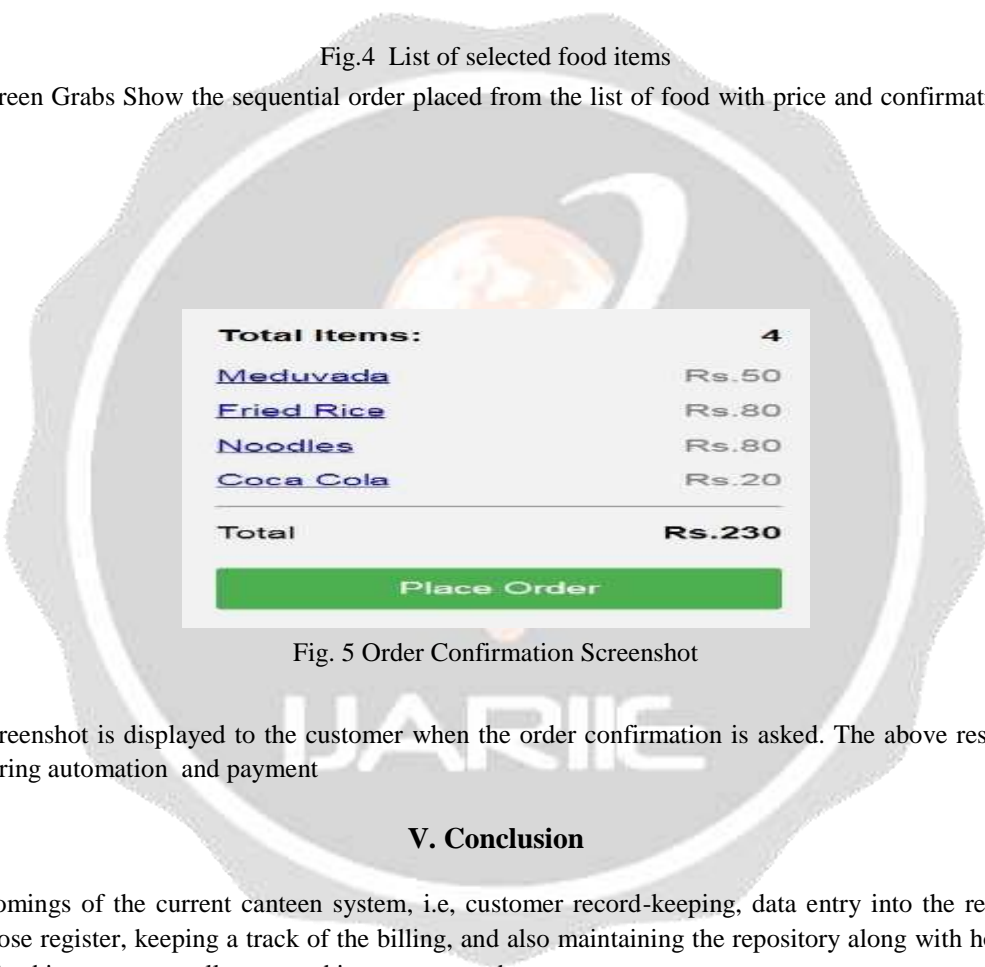 Fig.4 List of selected food items
reen Grabs Show the sequential order placed from the list of food with price and confirmati
Total Items: 4
Meduvada Rs.50
Fried Rice Rs.80
Noodles Rs.80
Coca Cola Rs.20
Total Rs.230
Place Order
Fig. 5 Order Confirmation Screenshot
IJARIIE
reenshot is displayed to the customer when the order confirmation is asked. The above res
ring automation and payment
V. Conclusion
omings of the current canteen system, i.e, customer record-keeping, data entry into the re
ose register, keeping a track of the billing, and also maintaining the repository along with ho